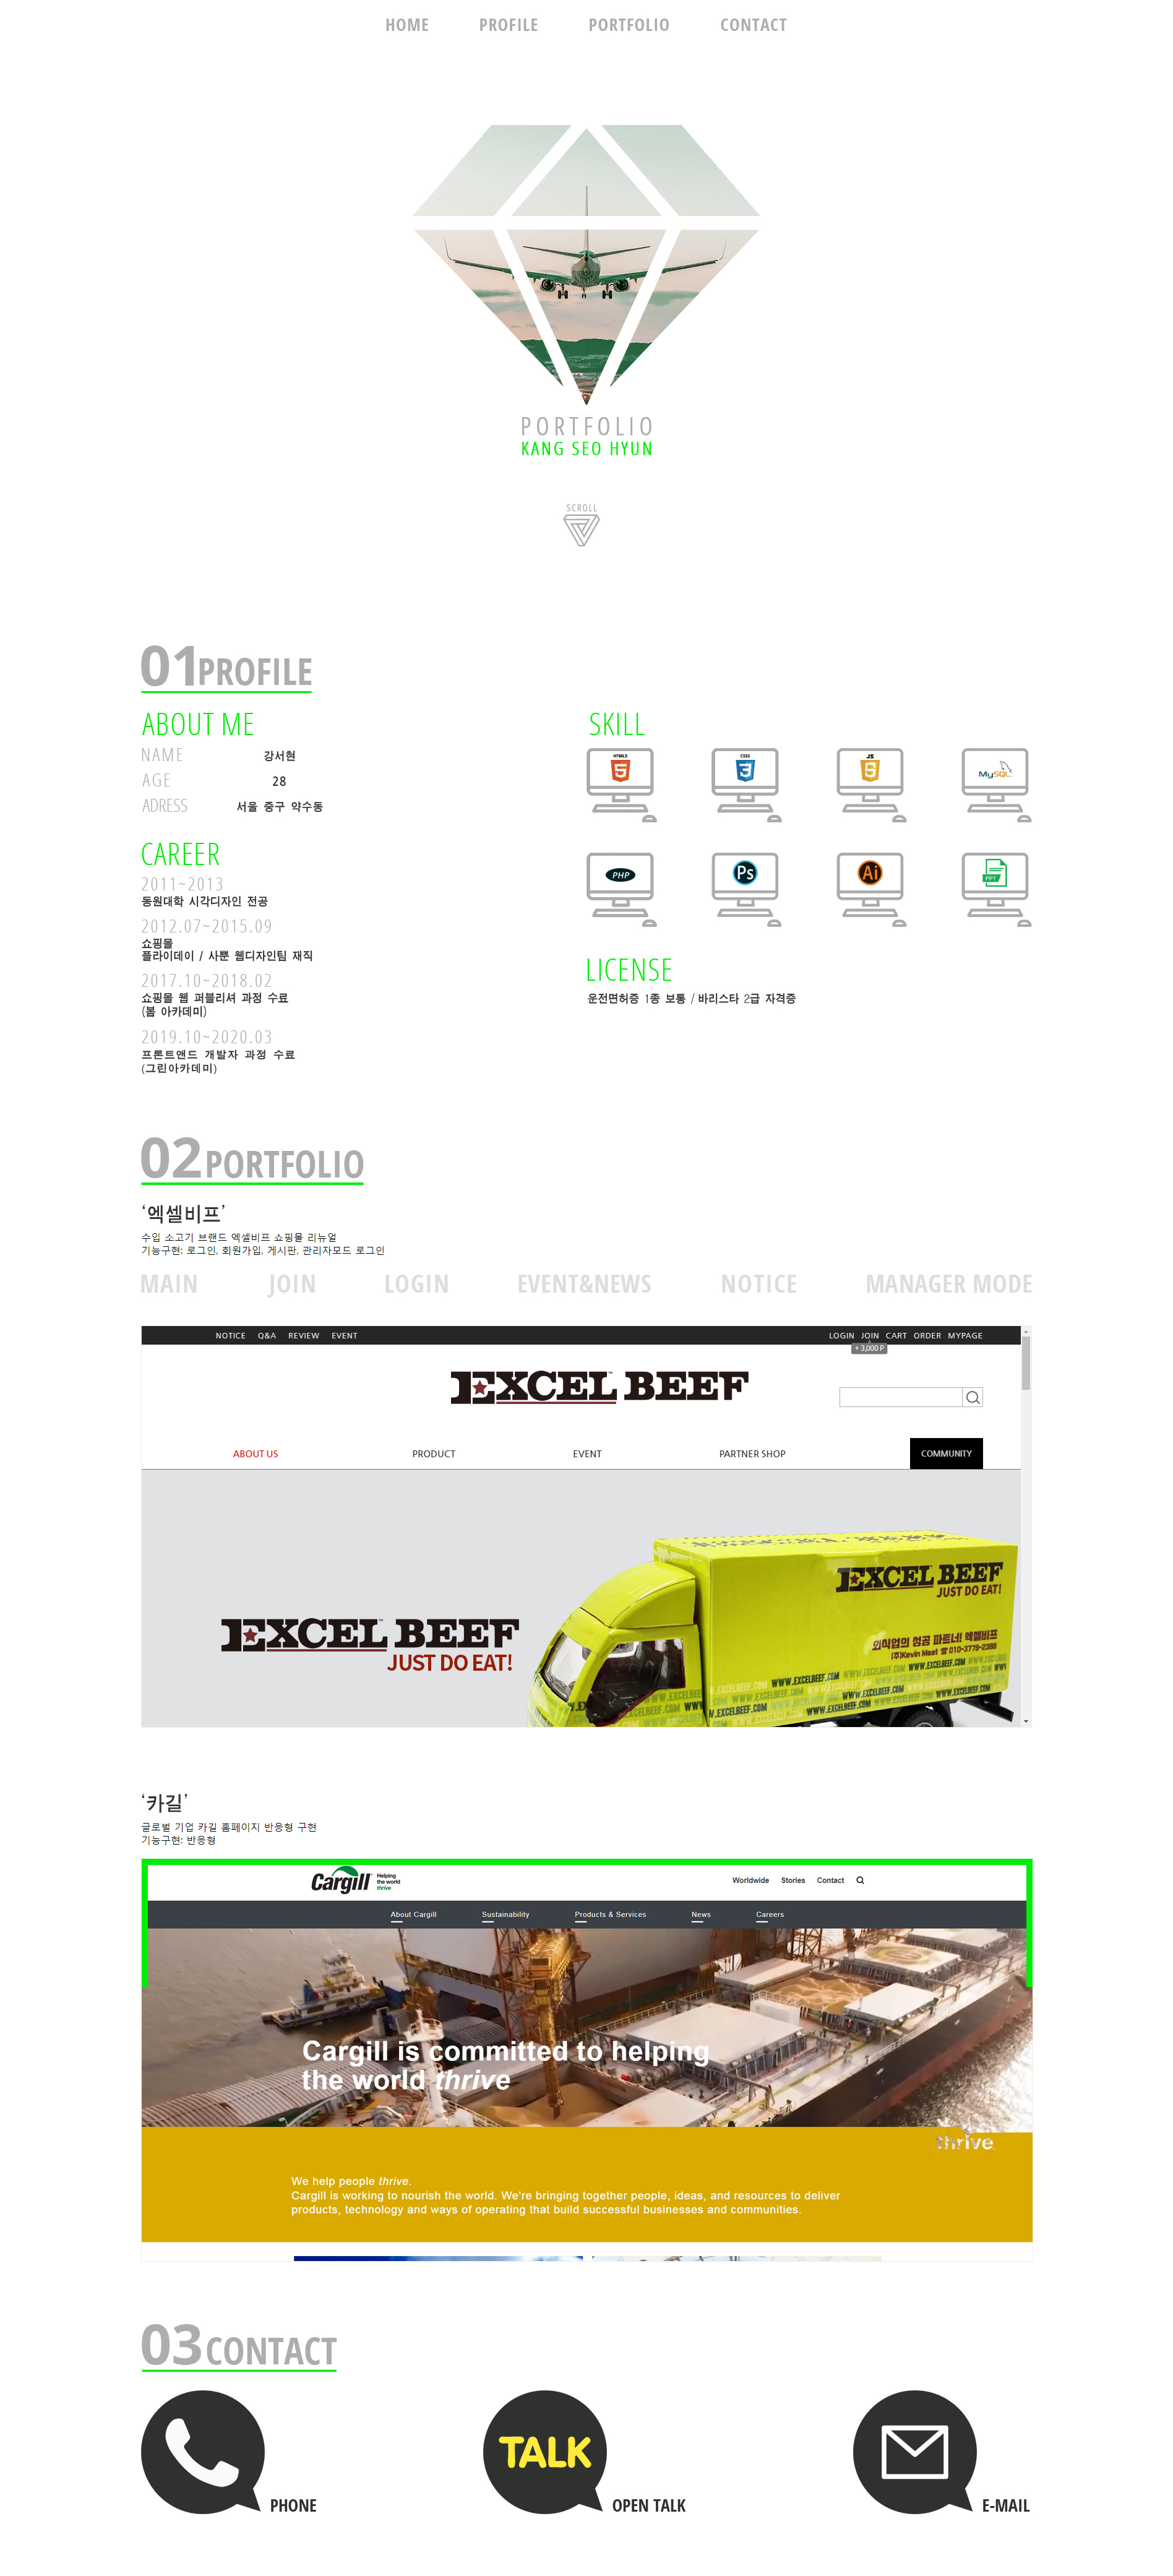 HOME PROFILE PORTFOLIO CONTACT
PORTFOLIO
KANG SEO HYUN
SCROLL
01PROFILE
ABOUT ME
NAME 강서현
AGE 28
ADRESS 서울 중구 약수동
CAREER
2011~2013
동원대학 시각디자인 전공
2012.07~2015.09
쇼핑몰
플라이데이 / 사뿐 웹디자인팀 재직
2017.10~2018.02
쇼핑몰 웹 퍼블리셔 과정 수료
(봄 아카데미)
2019.10~2020.03
프론트앤드 개발자 과정 수료
(그린아카데미)
SKILL
HTML5 CSS3 JS MySQL
5 3 5
PHP Ps Ai PPT
LICENSE
운전면허증 1종 보통 / 바리스타 2급 자격증
02PORTFOLIO
‘엑셀비프’
수입 소고기 브랜드 엑셀비프 쇼핑몰 리뉴얼
기능구현: 로그인, 회원가입, 게시판, 관리자모드 로그인
MAIN JOIN LOGIN EVENT&NEWS NOTICE MANAGER MODE
NOTICE Q&A REVIEW EVENT LOGIN JOIN CART ORDER MYPAGE
+ 3,000 P
EXCEL BEEF
ABOUT US PRODUCT EVENT PARTNER SHOP COMMUNITY
EXCEL BEEF
JUST DO EAT!
EXCEL BEEF
JUST DO EAT!
외식업의 성공 파트너! 엑셀비프
(주)Kevin Meat ☎ 010-3779-2388
WWW.EXCELBEEF.COM WWW.EXCELBEEF.COM
‘카길’
글로벌 기업 카길 홈페이지 반응형 구현
기능구현: 반응형
Cargill Helping
the world
thrive
Worldwide Stories Contact
About Cargill Sustainability Products & Services News Careers
Cargill is committed to helping
the world thrive
thrive
We help people thrive.
Cargill is working to nourish the world. We're bringing together people, ideas, and resources to deliver
products, technology and ways of operating that build successful businesses and communities.
03CONTACT
PHONE
TALK
OPEN TALK
E-MAIL